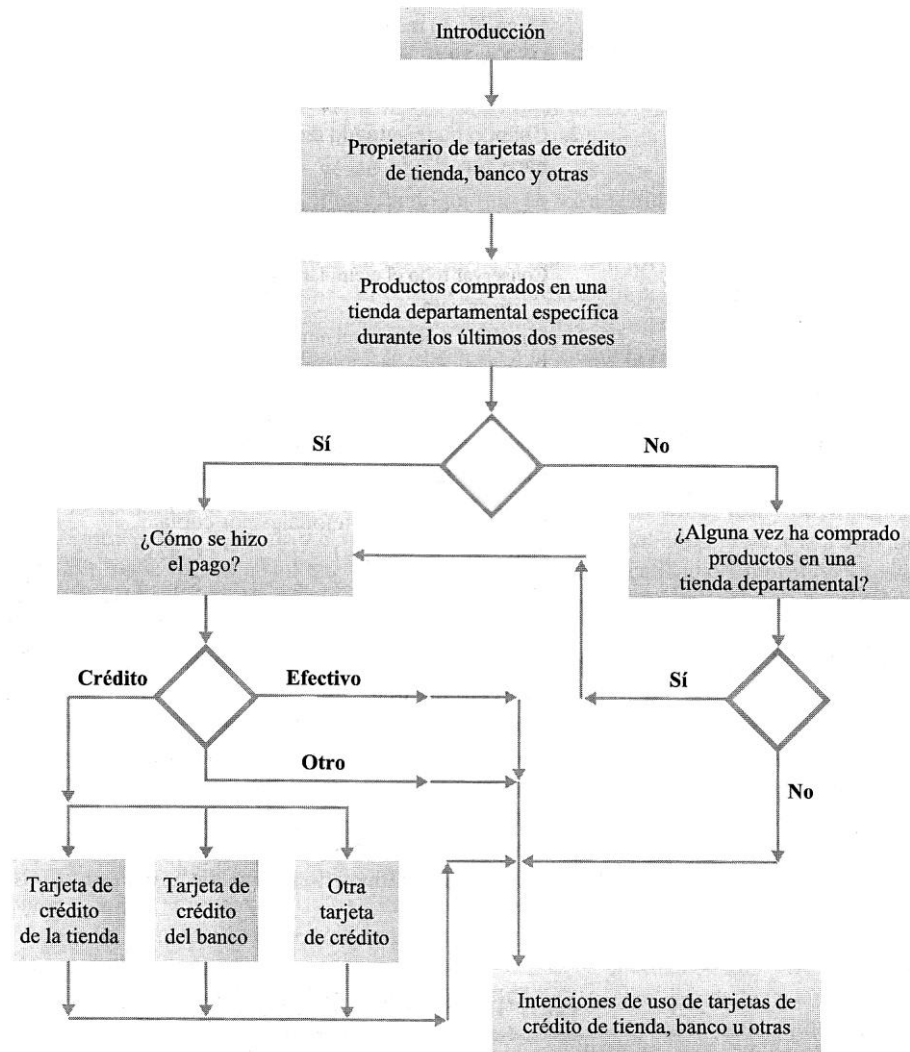 Introducción
Propietario de tarjetas de crédito
de tienda, banco y otras
Productos comprados en una
tienda departamental específica
durante los últimos dos meses
Sí
No
¿Cómo se hizo
el pago?
¿Alguna vez ha comprado
productos en una
tienda departamental?
Crédito
Efectivo
Sí
Otro
No
Tarjeta de
crédito
de la tienda
Tarjeta de
crédito
del banco
Otra
tarjeta
de crédito
Intenciones de uso de tarjetas de
crédito de tienda, banco u otras